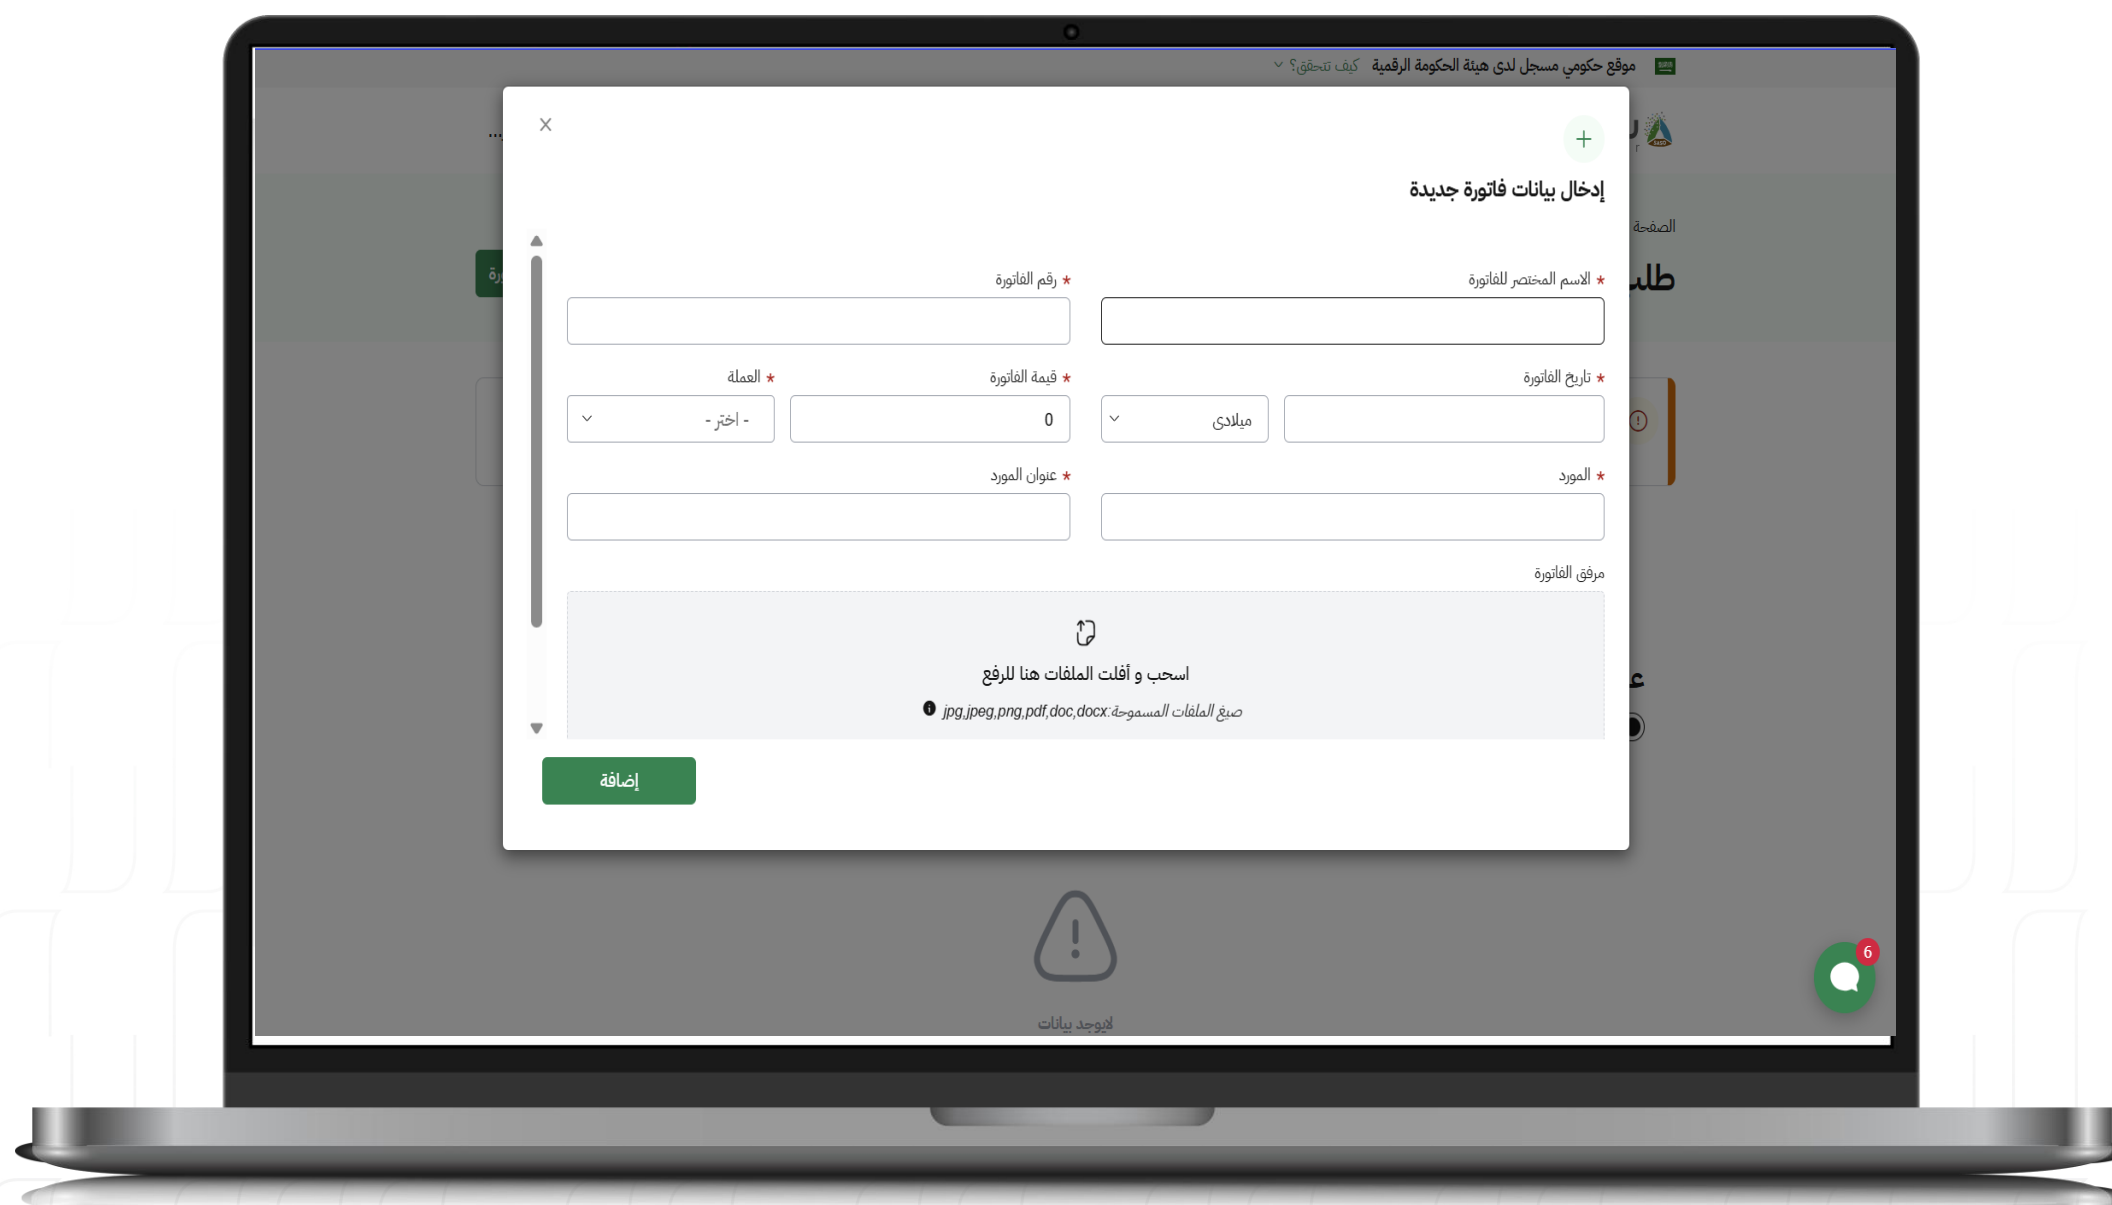 موقع حكومي مسجل لدى هيئة الحكومة الرقمية كيف تتحقق؟
SASO
إدخال بيانات فاتورة جديدة
الصفحة
* الاسم المختصر للفاتورة
* رقم الفاتورة
* تاريخ الفاتورة
* قيمة الفاتورة
* العملة
ميلادى
0
- اختر -
* المورد
* عنوان المورد
مرفق الفاتورة
اسحب و أفلت الملفات هنا للرفع
صيغ الملفات المسموحة:jpg,jpeg,png,pdf,doc,docx
إضافة
6
لايوجد بيانات